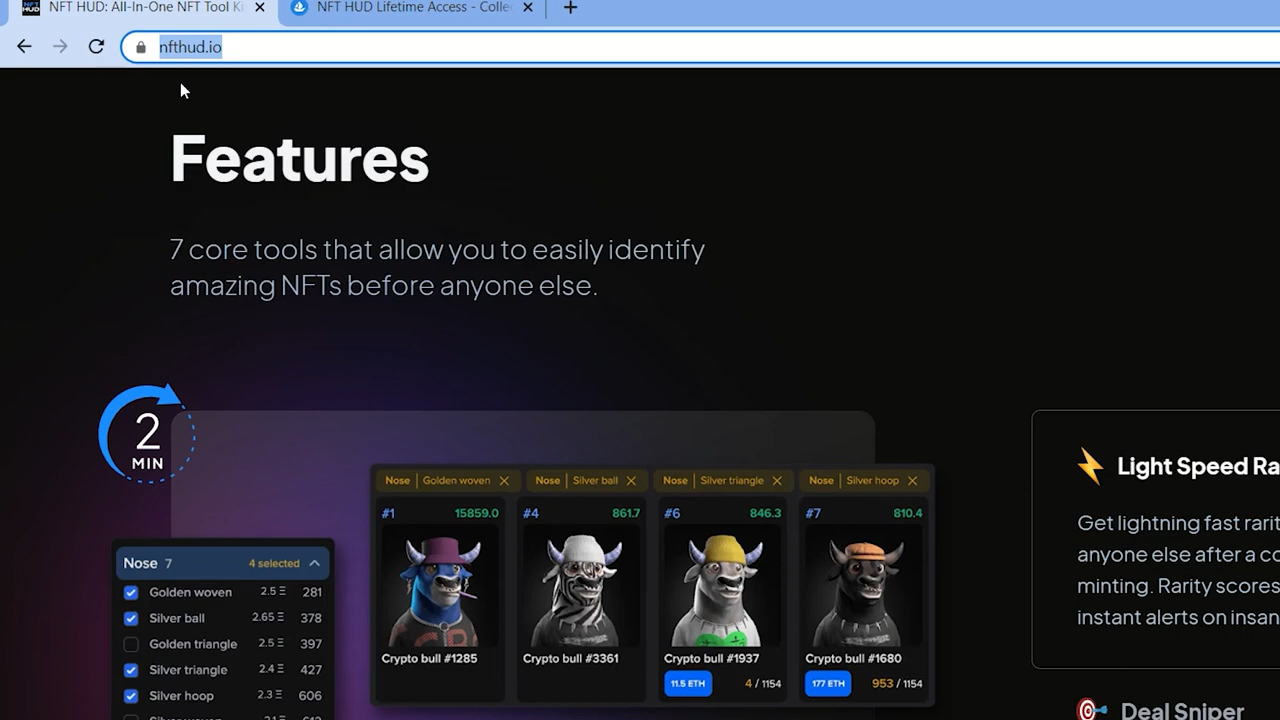 NFT HUD: All-In-One NFT Tool Ki
NFT HUD Lifetime Access - Collec
nfthud.io
Features
7 core tools that allow you to easily identify
amazing NFTs before anyone else.
2
MIN
Nose | Golden woven
Nose | Silver ball
Nose | Silver triangle
Nose | Silver hoop
#1 15859.0
#4 861.7
#6 846.3
#7 810.4
Crypto bull #1285
Crypto bull #3361
Crypto bull #1937
Crypto bull #1680
11.5 ETH 4 / 1154
177 ETH 953 / 1154
Nose 7 4 selected
Golden woven 2.5 Ξ 281
Silver ball 2.65 Ξ 378
Golden triangle 2.5 Ξ 397
Silver triangle 2.4 Ξ 427
Silver hoop 2.3 Ξ 606
Light Speed Ra
Get lightning fast rarit
anyone else after a co
minting. Rarity scores
instant alerts on insan
Deal Sniper